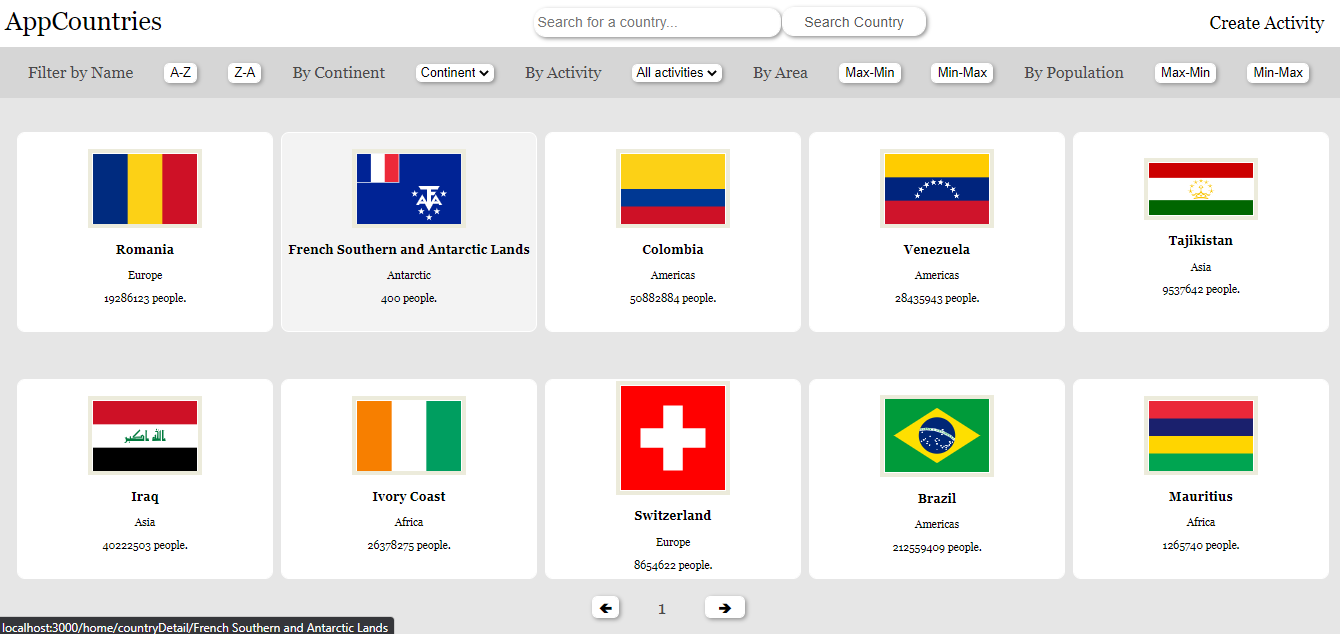 AppCountries
Search for a country...
Search Country
Create Activity
Filter by Name A-Z Z-A By Continent Continent By Activity All activities By Area Max-Min Min-Max By Population Max-Min Min-Max
Romania
Europe
19286123 people.
French Southern and Antarctic Lands
Antarctic
400 people.
Colombia
Americas
50882884 people.
Venezuela
Americas
28435943 people.
Tajikistan
Asia
9537642 people.
Iraq
Asia
40222503 people.
Ivory Coast
Africa
26378275 people.
Switzerland
Europe
8654622 people.
Brazil
Americas
212559409 people.
Mauritius
Africa
1265740 people.
1
localhost:3000/home/countryDetail/French Southern and Antarctic Lands